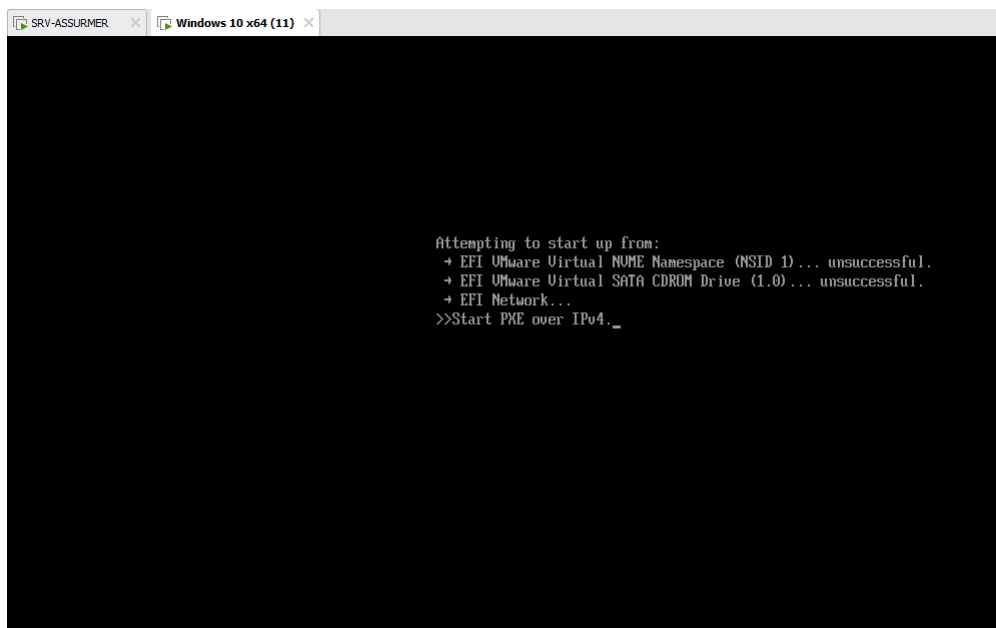 SRV-ASSURMER
Windows 10 x64 (11)
Attempting to start up from:
→ EFI VMware Virtual NVME Namespace (NSID 1)... unsuccessful.
→ EFI VMware Virtual SATA CDROM Drive (1.0)... unsuccessful.
→ EFI Network...
>>Start PXE over IPv4._